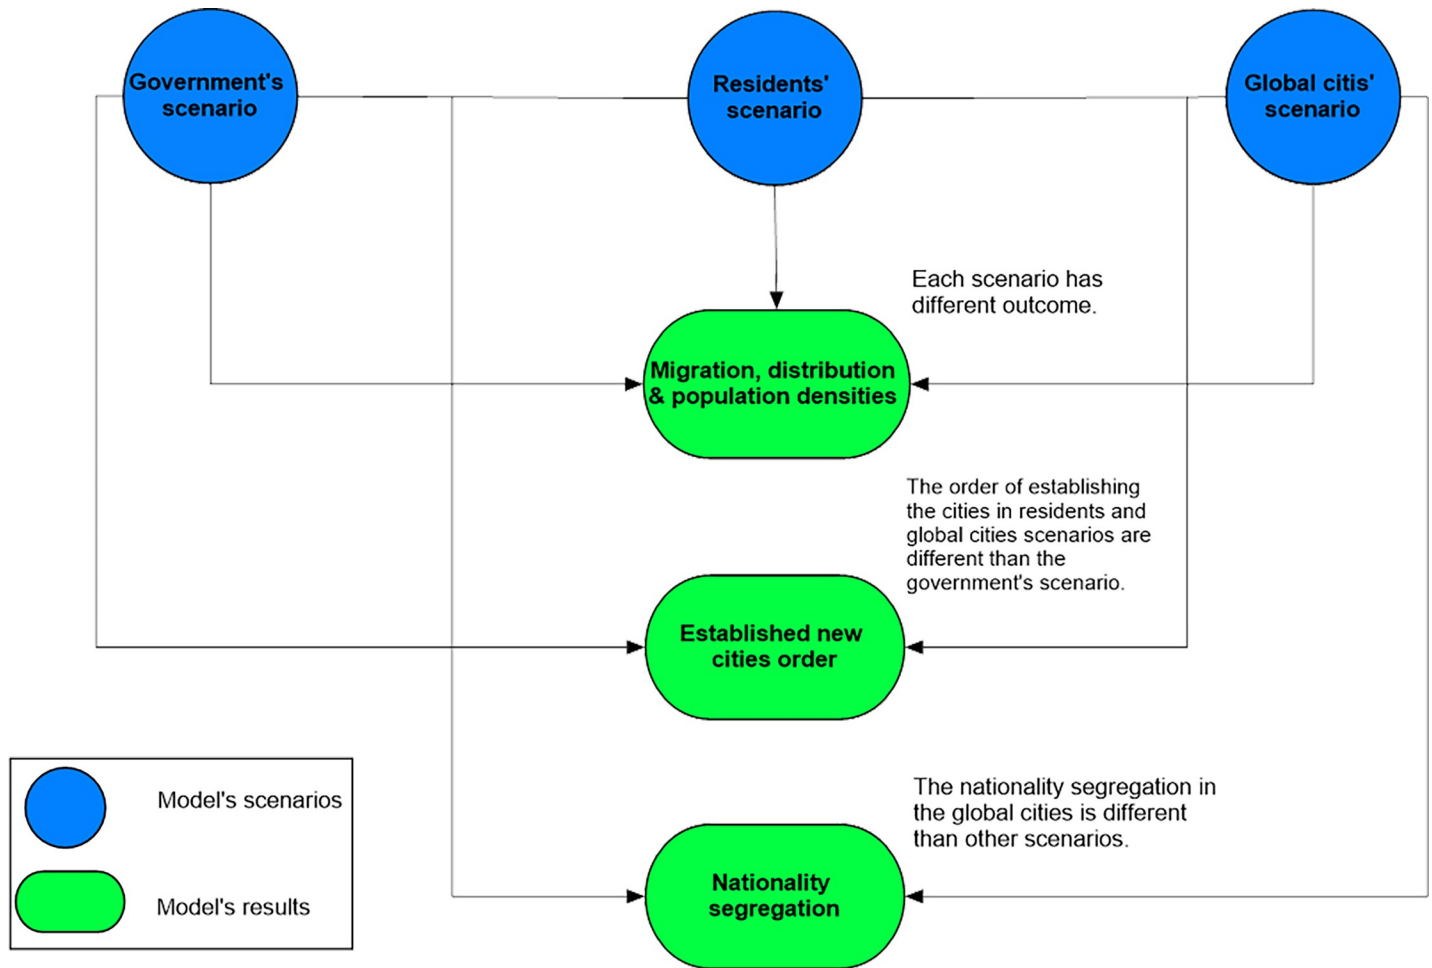 Government's
scenario
Residents'
scenario
Global citis'
scenario
Each scenario has
different outcome.
Migration, distribution
& population densities
The order of establishing
the cities in residents and
global cities scenarios are
different than the
government's scenario.
Established new
cities order
Model's scenarios
Model's results
The nationality segregation in
the global cities is different
than other scenarios.
Nationality
segregation